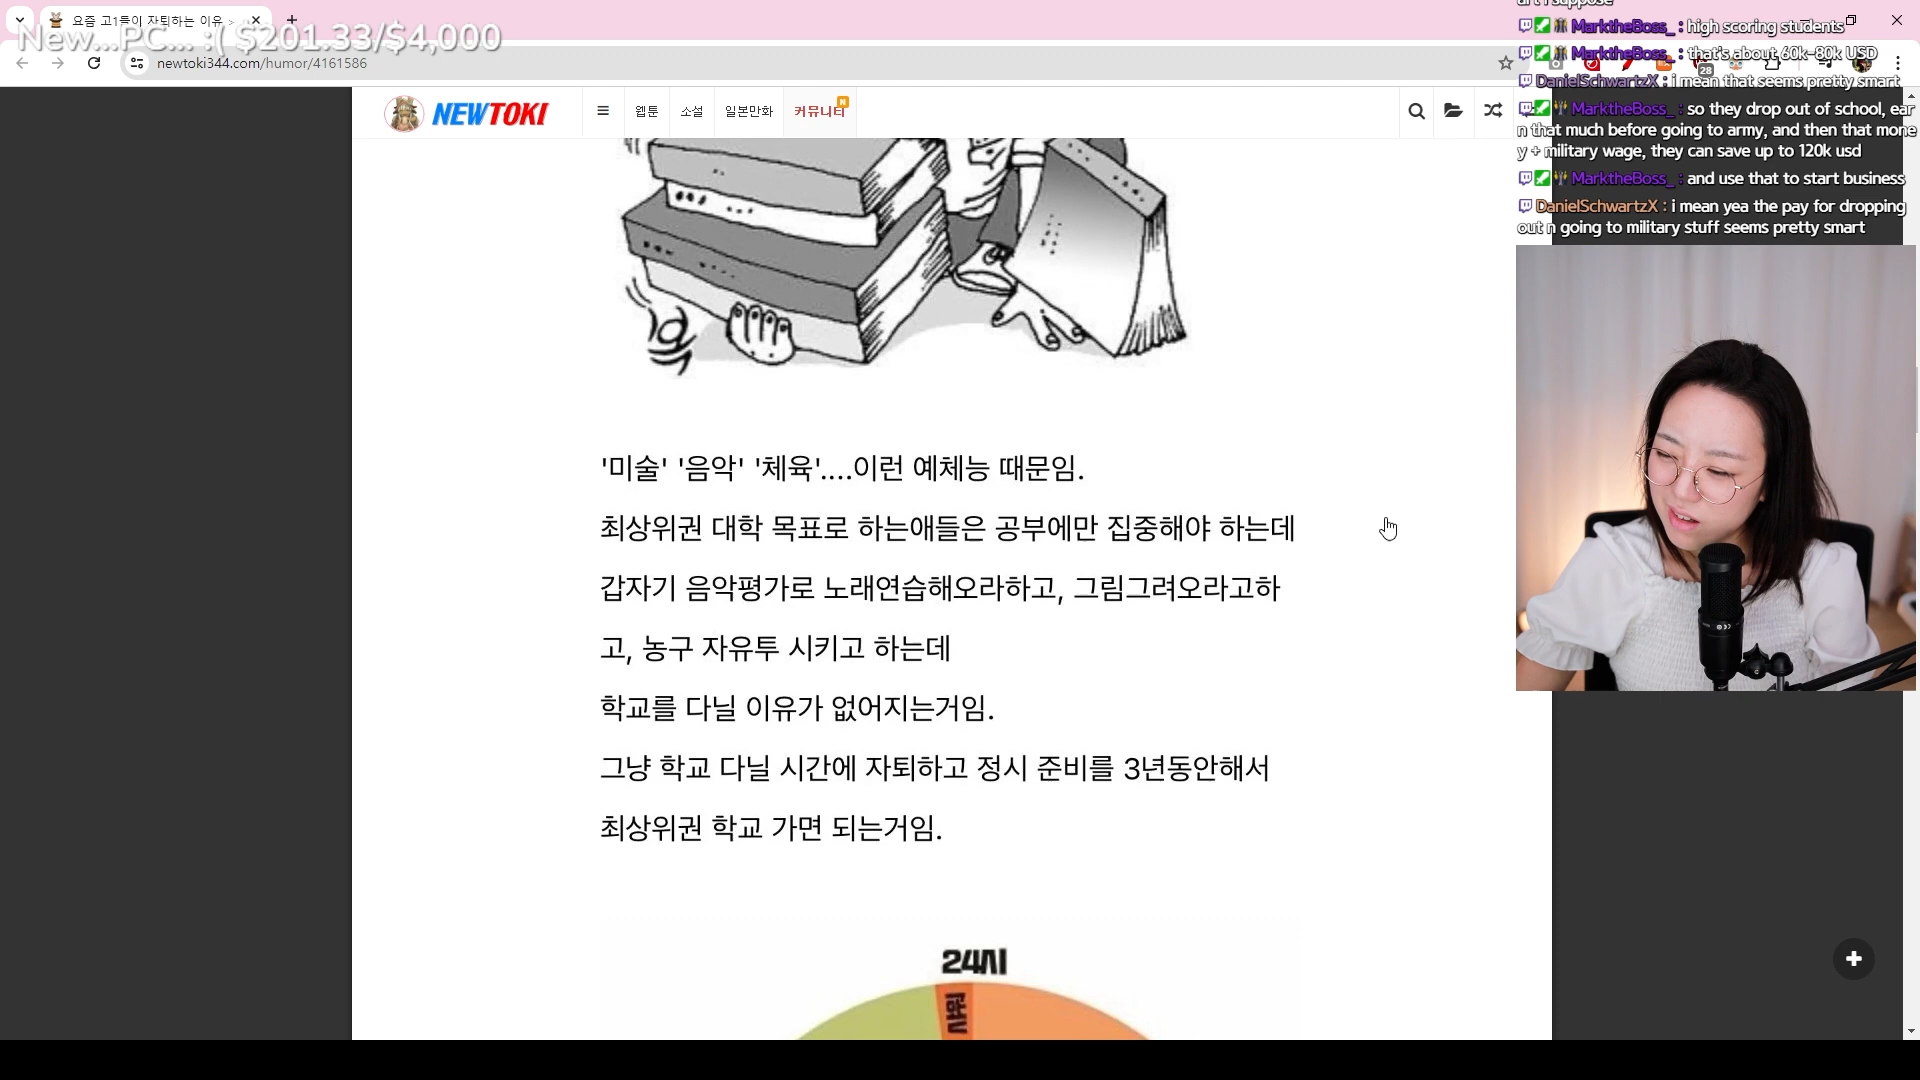 요즘 고1들이 자퇴하는 이유 >
New...PC... :( $201.33/$4,000
newtoki344.com/humor/4161586
28
NEWTOKI
웹툰
소설
일본만화
커뮤니티
N
art i suppose
MarktheBoss_ : high scoring students
MarktheBoss_ : that's about 60k-80k USD
DanielSchwartzX : i mean that seems pretty smart
MarktheBoss_ : so they drop out of school, ear
n that much before going to army, and then that mone
y + military wage, they can save up to 120k usd
MarktheBoss_ : and use that to start business
DanielSchwartzX : i mean yea the pay for dropping
out n going to military stuff seems pretty smart
'미술' '음악' '체육'....이런 예체능 때문임.
최상위권 대학 목표로 하는애들은 공부에만 집중해야 하는데
갑자기 음악평가로 노래연습해오라하고, 그림그려오라고하
고, 농구 자유투 시키고 하는데
학교를 다닐 이유가 없어지는거임.
그냥 학교 다닐 시간에 자퇴하고 정시 준비를 3년동안해서
최상위권 학교 가면 되는거임.
24시
샤워